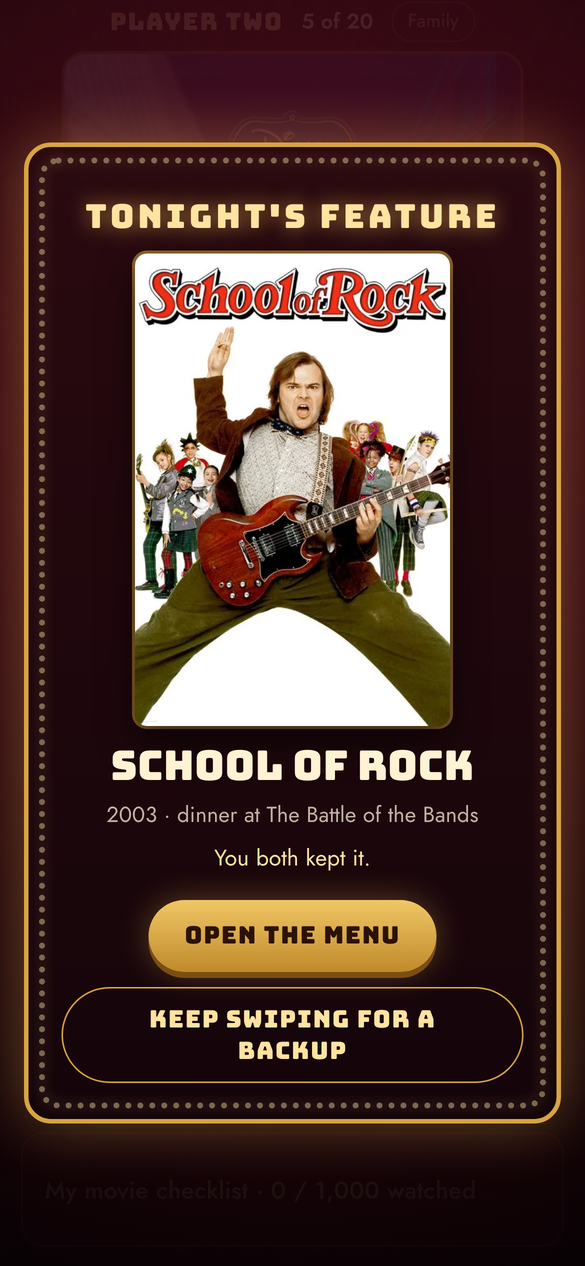 PLAYER TWO 5 of 20 Family
Disney
TONIGHT'S FEATURE
School of Rock
SCHOOL OF ROCK
2003 · dinner at The Battle of the Bands
You both kept it.
OPEN THE MENU
KEEP SWIPING FOR A
BACKUP
My movie checklist · 0 / 1,000 watched